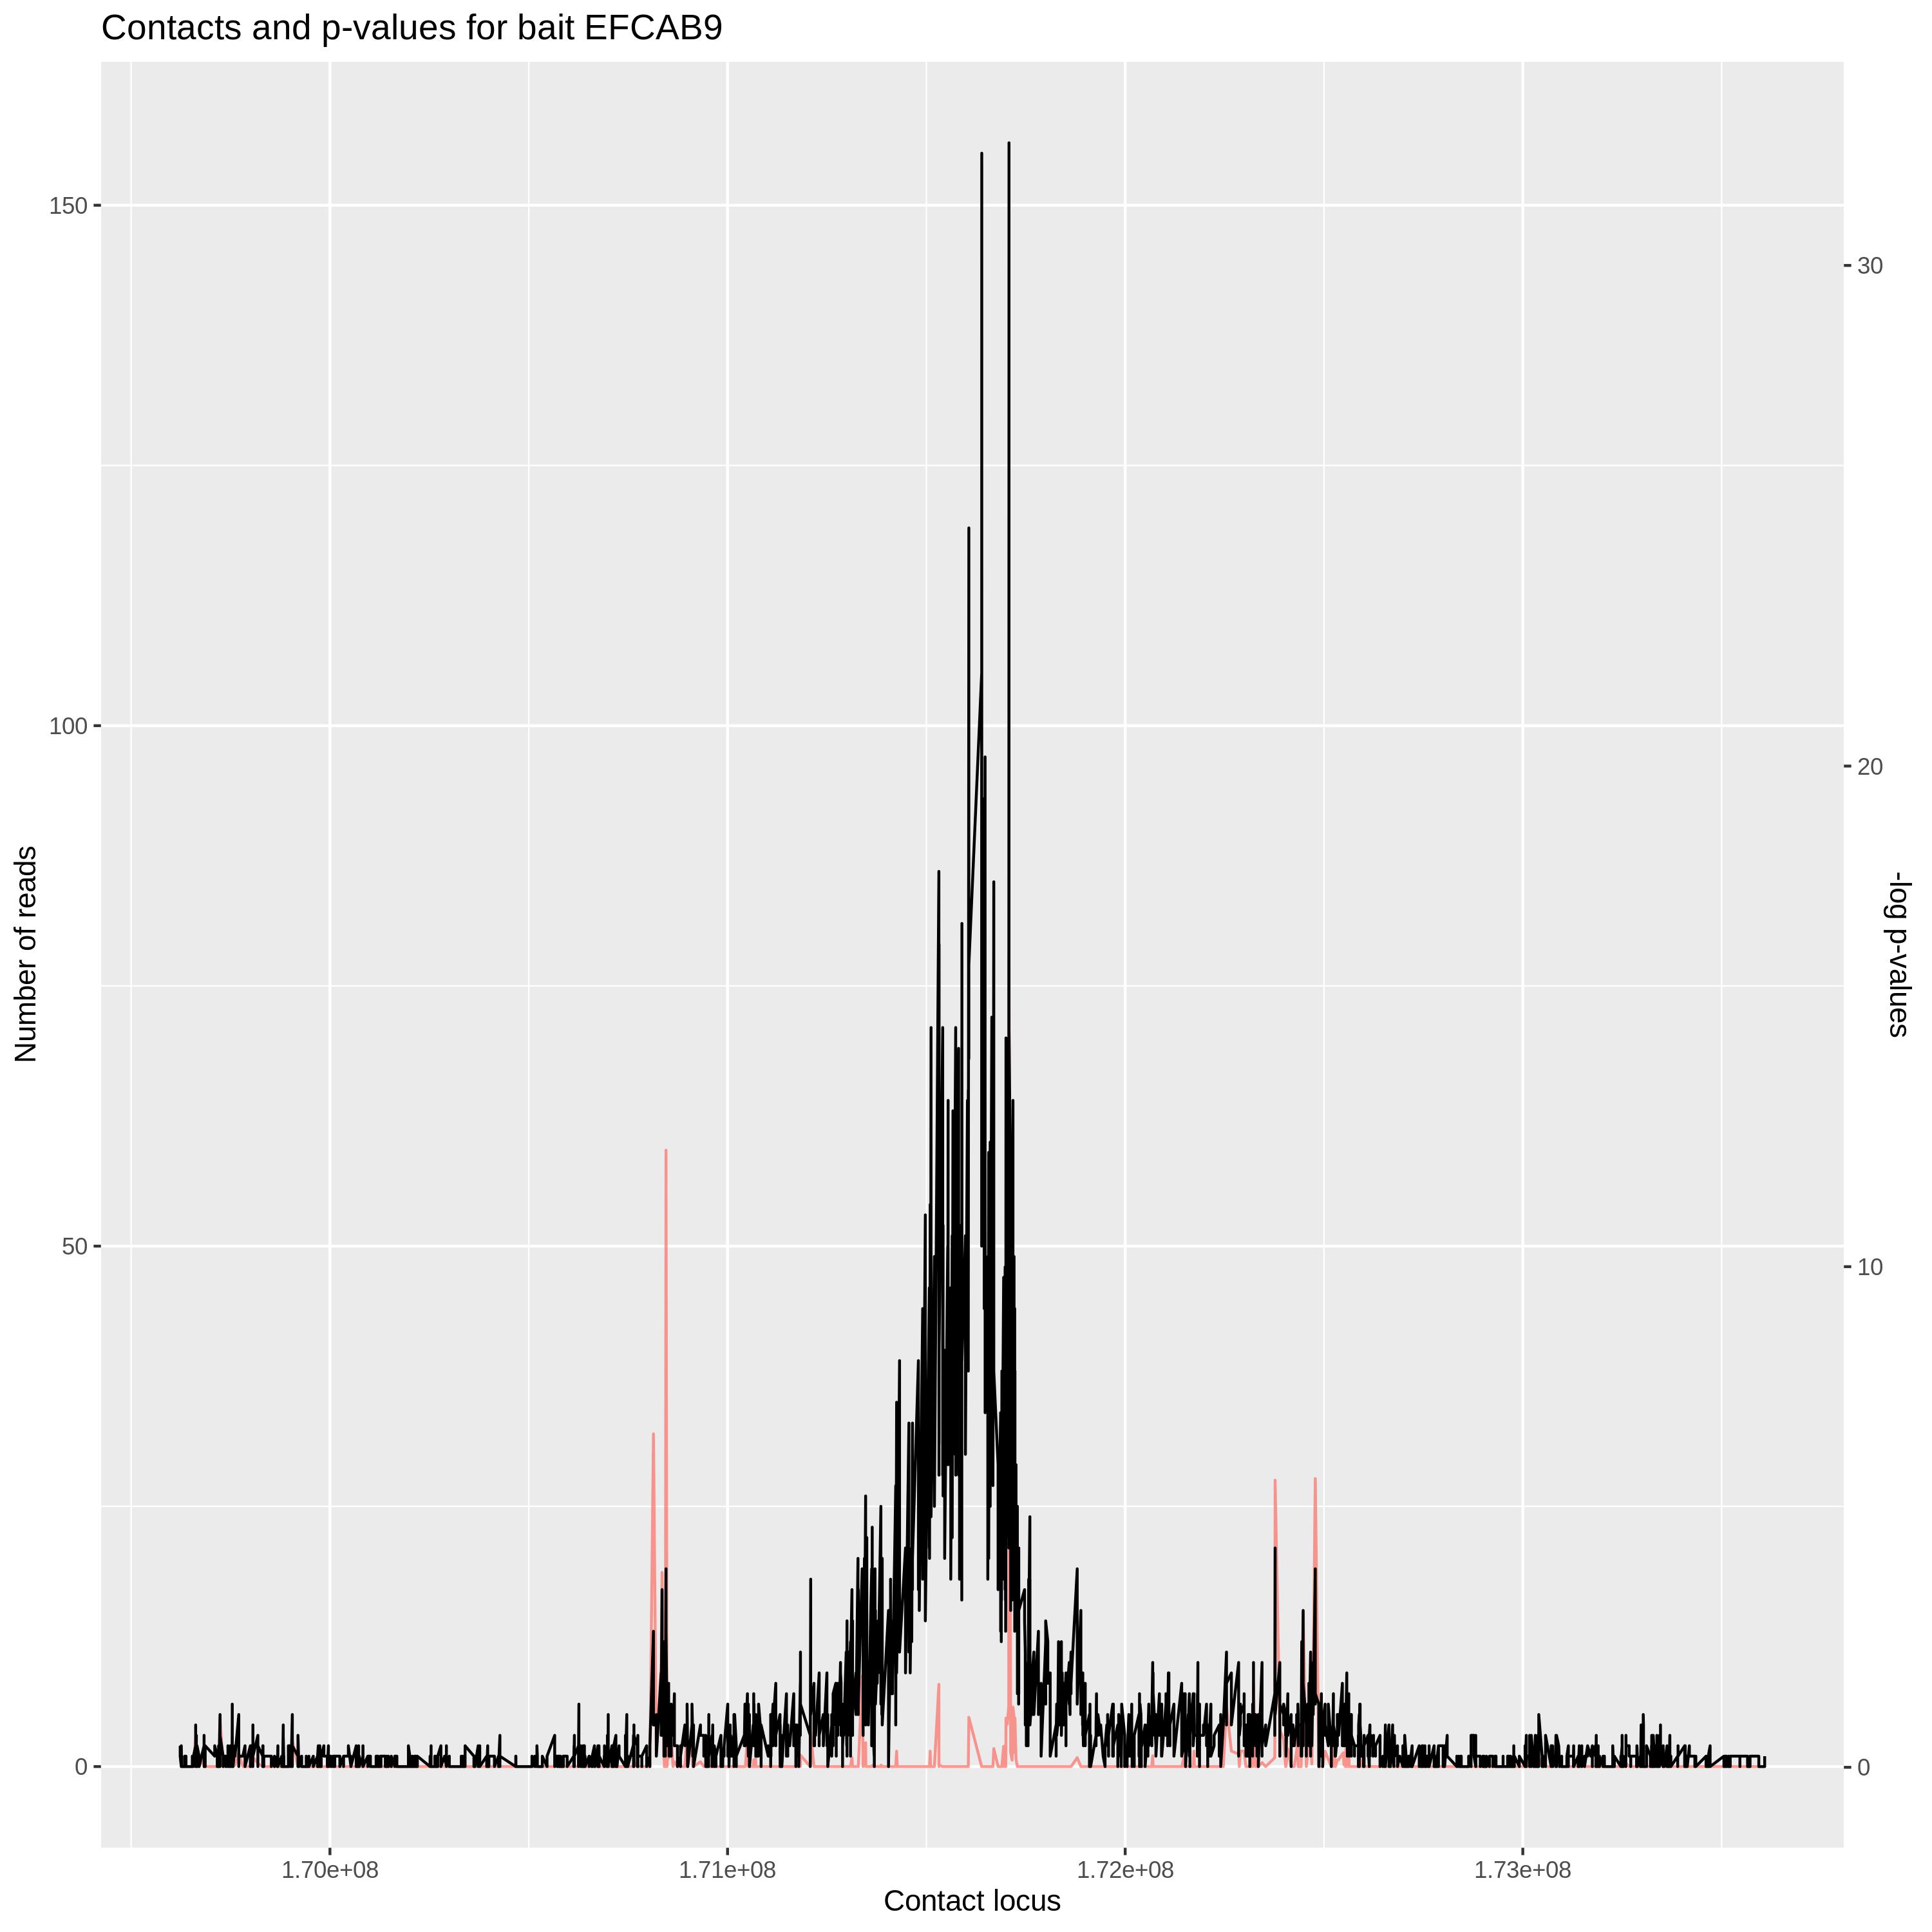 Contacts and p-values for bait EFCAB9
150
100
50
0
Number of reads
30
20
10
0
-log p-values
1.70e+08 1.71e+08 1.72e+08 1.73e+08
Contact locus